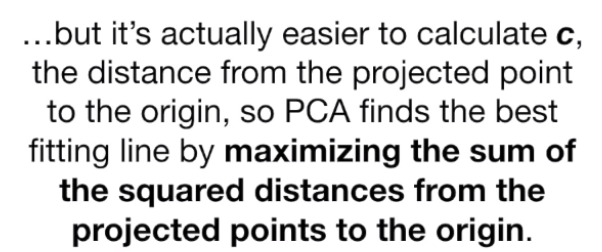 ...but it's actually easier to calculate c,
the distance from the projected point
to the origin, so PCA finds the best
fitting line by maximizing the sum of
the squared distances from the
projected points to the origin.